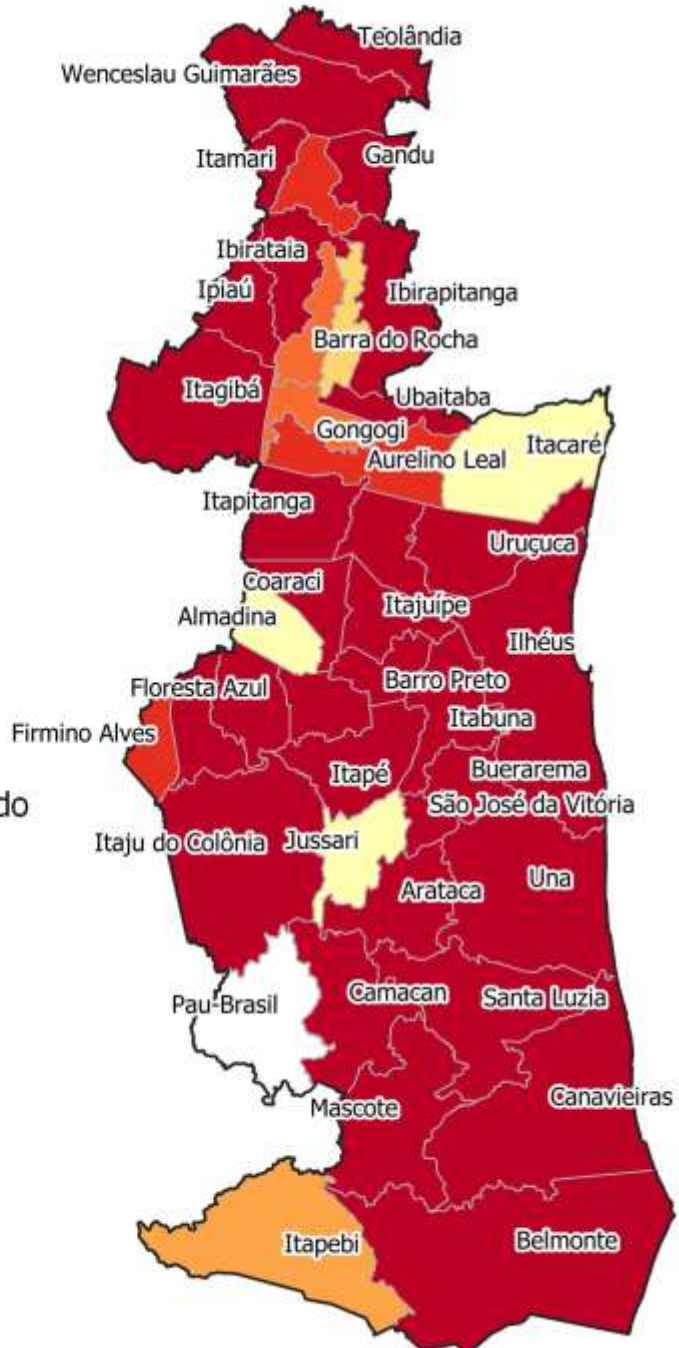 Teolândia
Wenceslau Guimarães
Itamari
Gandu
Ibirataia
Ipiaú
Ibirapitanga
Barra do Rocha
Itagibá
Ubaitaba
Gongogi
Itacaré
Aurelino Leal
Itapitanga
Uruçuca
Coaraci
Itajuípe
Almadina
Ilhéus
Barro Preto
Floresta Azul
Itabuna
Firmino Alves
Itapé
Buerarema
do
São José da Vitória
Itaju do Colônia
Jussari
Arataca
Una
Pau-Brasil
Camacan
Santa Luzia
Mascote
Canavieiras
Itapebi
Belmonte